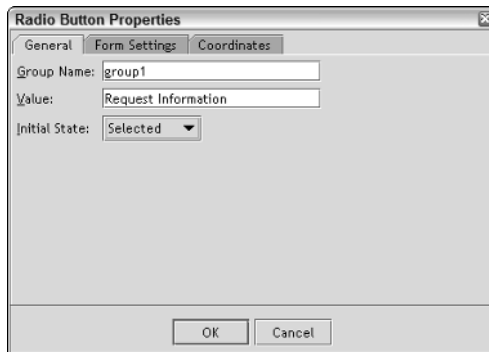 Radio Button Properties
General Form Settings Coordinates
Group Name: group1
Value: Request Information
Initial State: Selected
OK Cancel